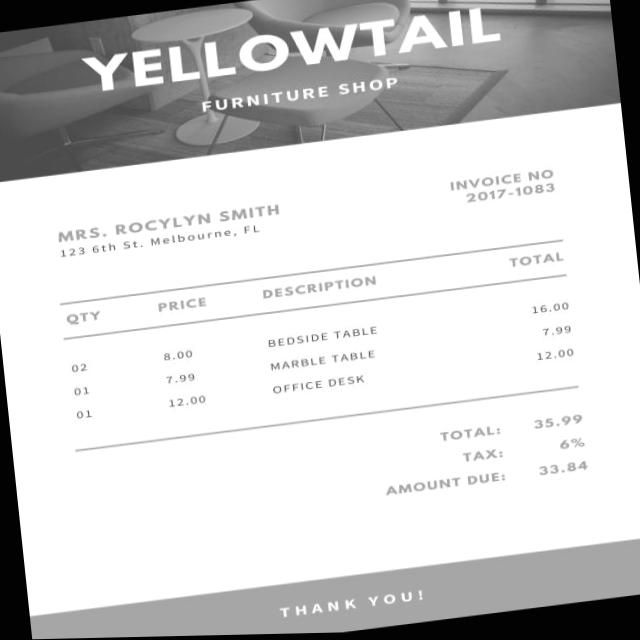 YELLOWTAIL
FURNITURE SHOP
INVOICE NO
2017-1083
MRS. ROCYLYN SMITH
123 6th St. Melbourne, FL
QTY PRICE DESCRIPTION TOTAL
02 8.00 BEDSIDE TABLE 16.00
01 7.99 MARBLE TABLE 7.99
01 12.00 OFFICE DESK 12.00
TOTAL: 35.99
TAX: 6%
AMOUNT DUE: 33.84
THANK YOU!